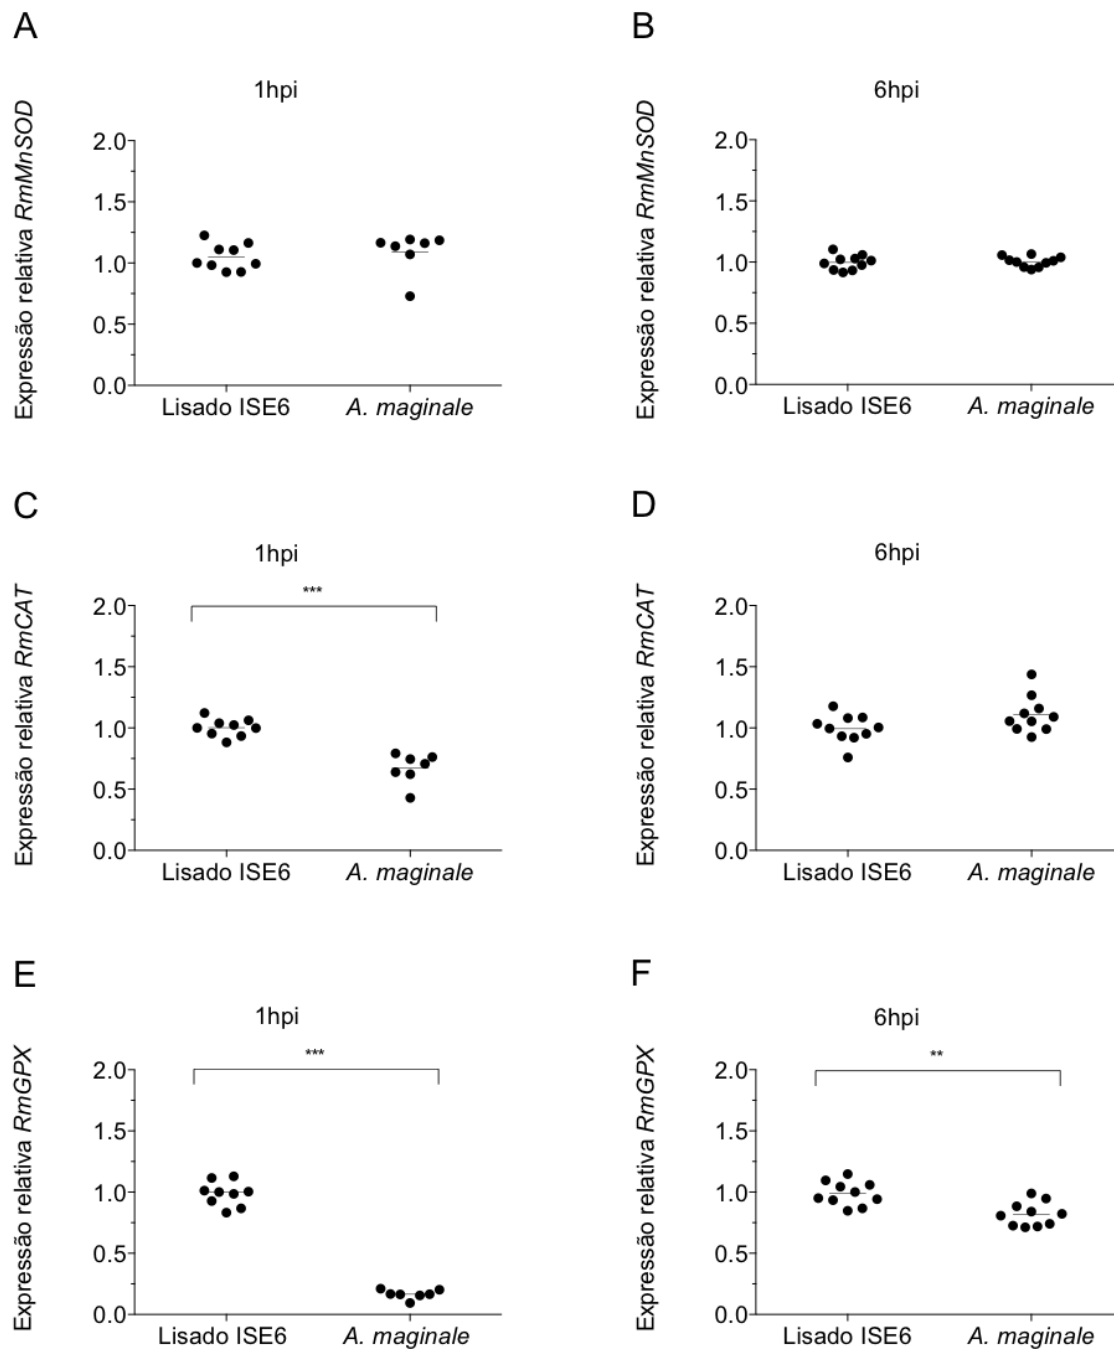 A
1hpi
Expressão relativa RmMnSOD
2.0
1.5
1.0
0.5
0.0
Lisado ISE6
A. maginale
B
6hpi
Expressão relativa RmMnSOD
2.0
1.5
1.0
0.5
0.0
Lisado ISE6
A. maginale
C
1hpi
***
Expressão relativa RmCAT
2.0
1.5
1.0
0.5
0.0
Lisado ISE6
A. maginale
D
6hpi
Expressão relativa RmCAT
2.0
1.5
1.0
0.5
0.0
Lisado ISE6
A. maginale
E
1hpi
***
Expressão relativa RmGPX
2.0
1.5
1.0
0.5
0.0
Lisado ISE6
A. maginale
F
6hpi
**
Expressão relativa RmGPX
2.0
1.5
1.0
0.5
0.0
Lisado ISE6
A. maginale